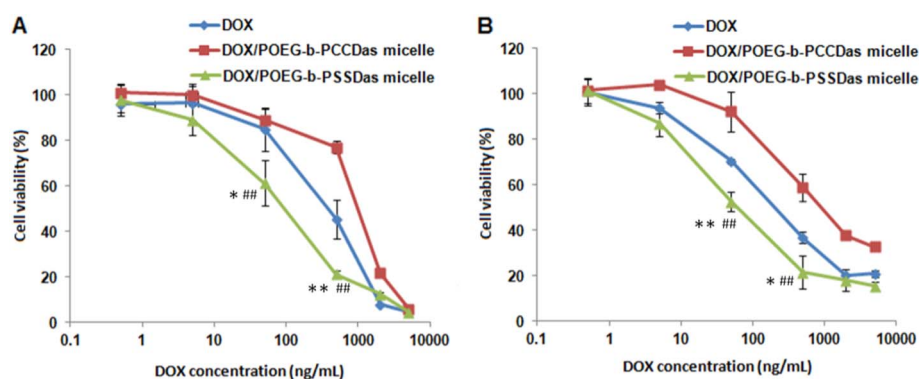 A
DOX
DOX/POEG-b-PCCDas micelle
DOX/POEG-b-PSSDas micelle
120
100
80
60
40
20
0
Cell viability (%)
* ##
** ##
0.1 1 10 100 1000 10000
DOX concentration (ng/mL)
B
DOX
DOX/POEG-b-PCCDas micelle
DOX/POEG-b-PSSDas micelle
120
100
80
60
40
20
0
Cell viability (%)
** ##
* ##
0.1 1 10 100 1000 10000
DOX concentration (ng/mL)